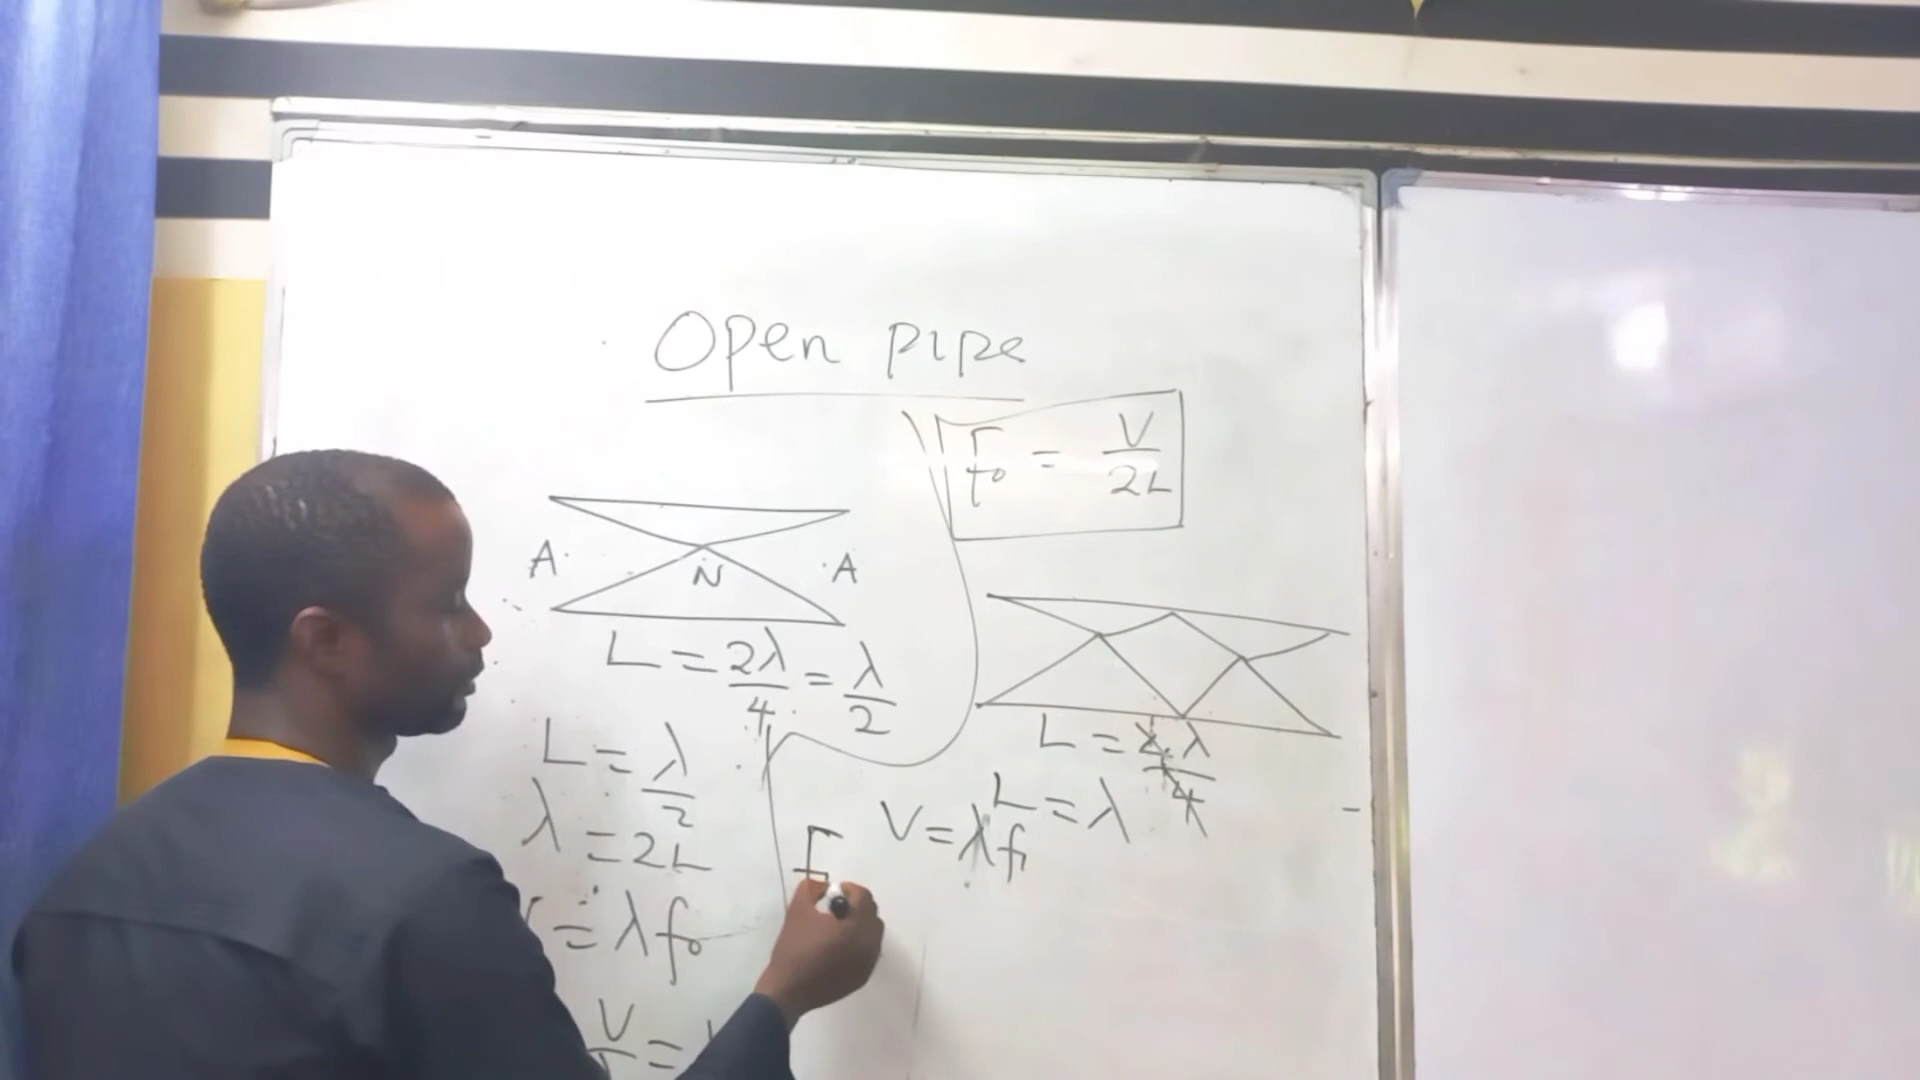 Open pipe
F₀ = V/2L
A N A
L = 2λ/4 = λ/2
L = λ/2
λ = 2L
= λf₀
V =
L = 4λ/4
L = λ
V = λf₁
F